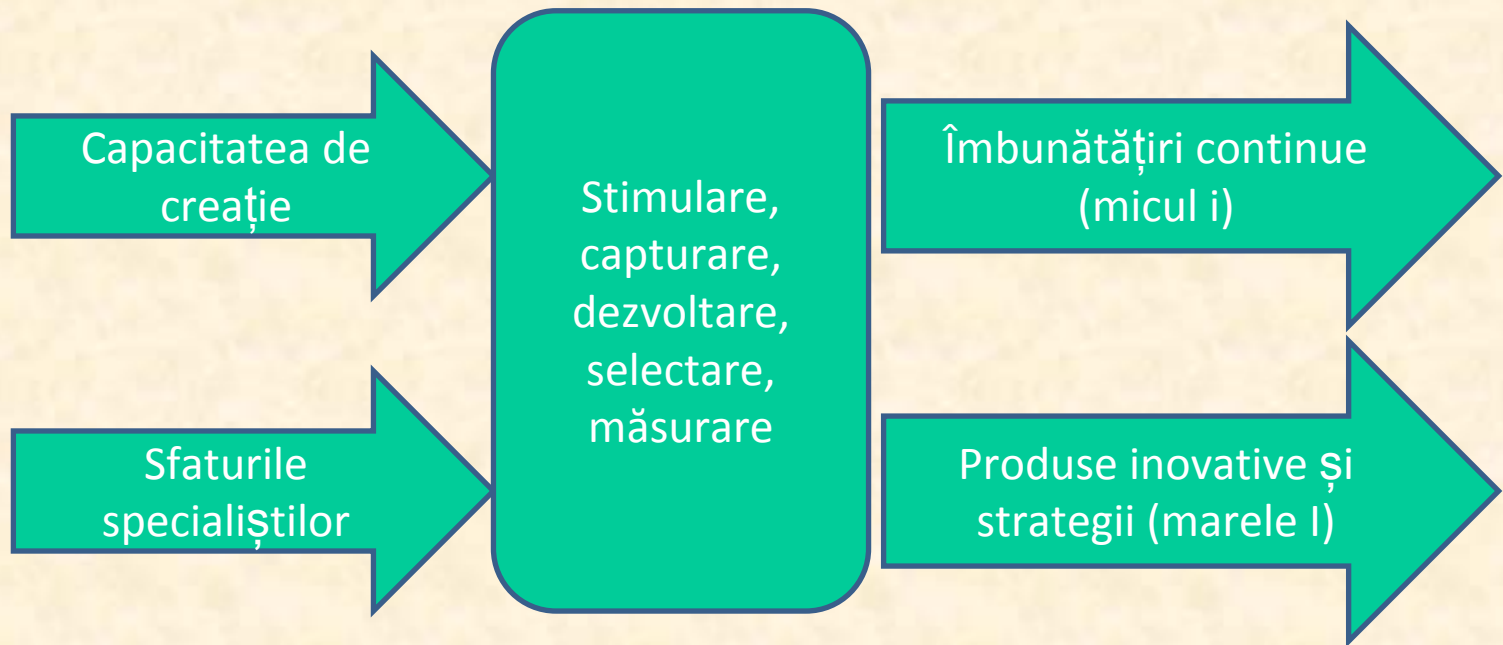 Capacitatea de
creație
Sfaturile
specialiștilor
Stimulare,
capturare,
dezvoltare,
selectare,
măsurare
Îmbunătățiri continue
(micul i)
Produse inovative și
strategii (marele I)